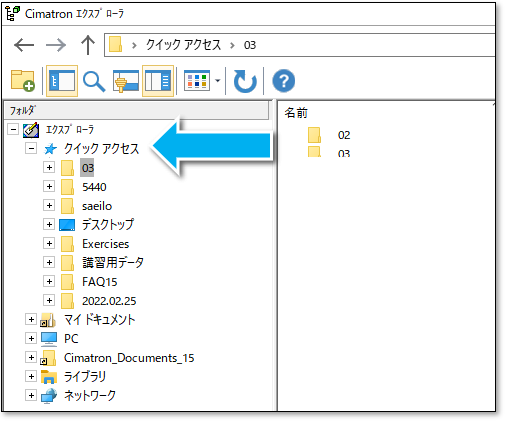 Cimatron エクスプローラ
クイック アクセス › 03
フォルダ
エクスプローラ
クイック アクセス
03
5440
saeilo
デスクトップ
Exercises
講習用データ
FAQ15
2022.02.25
マイ ドキュメント
PC
Cimatron_Documents_15
ライブラリ
ネットワーク
名前
02
03